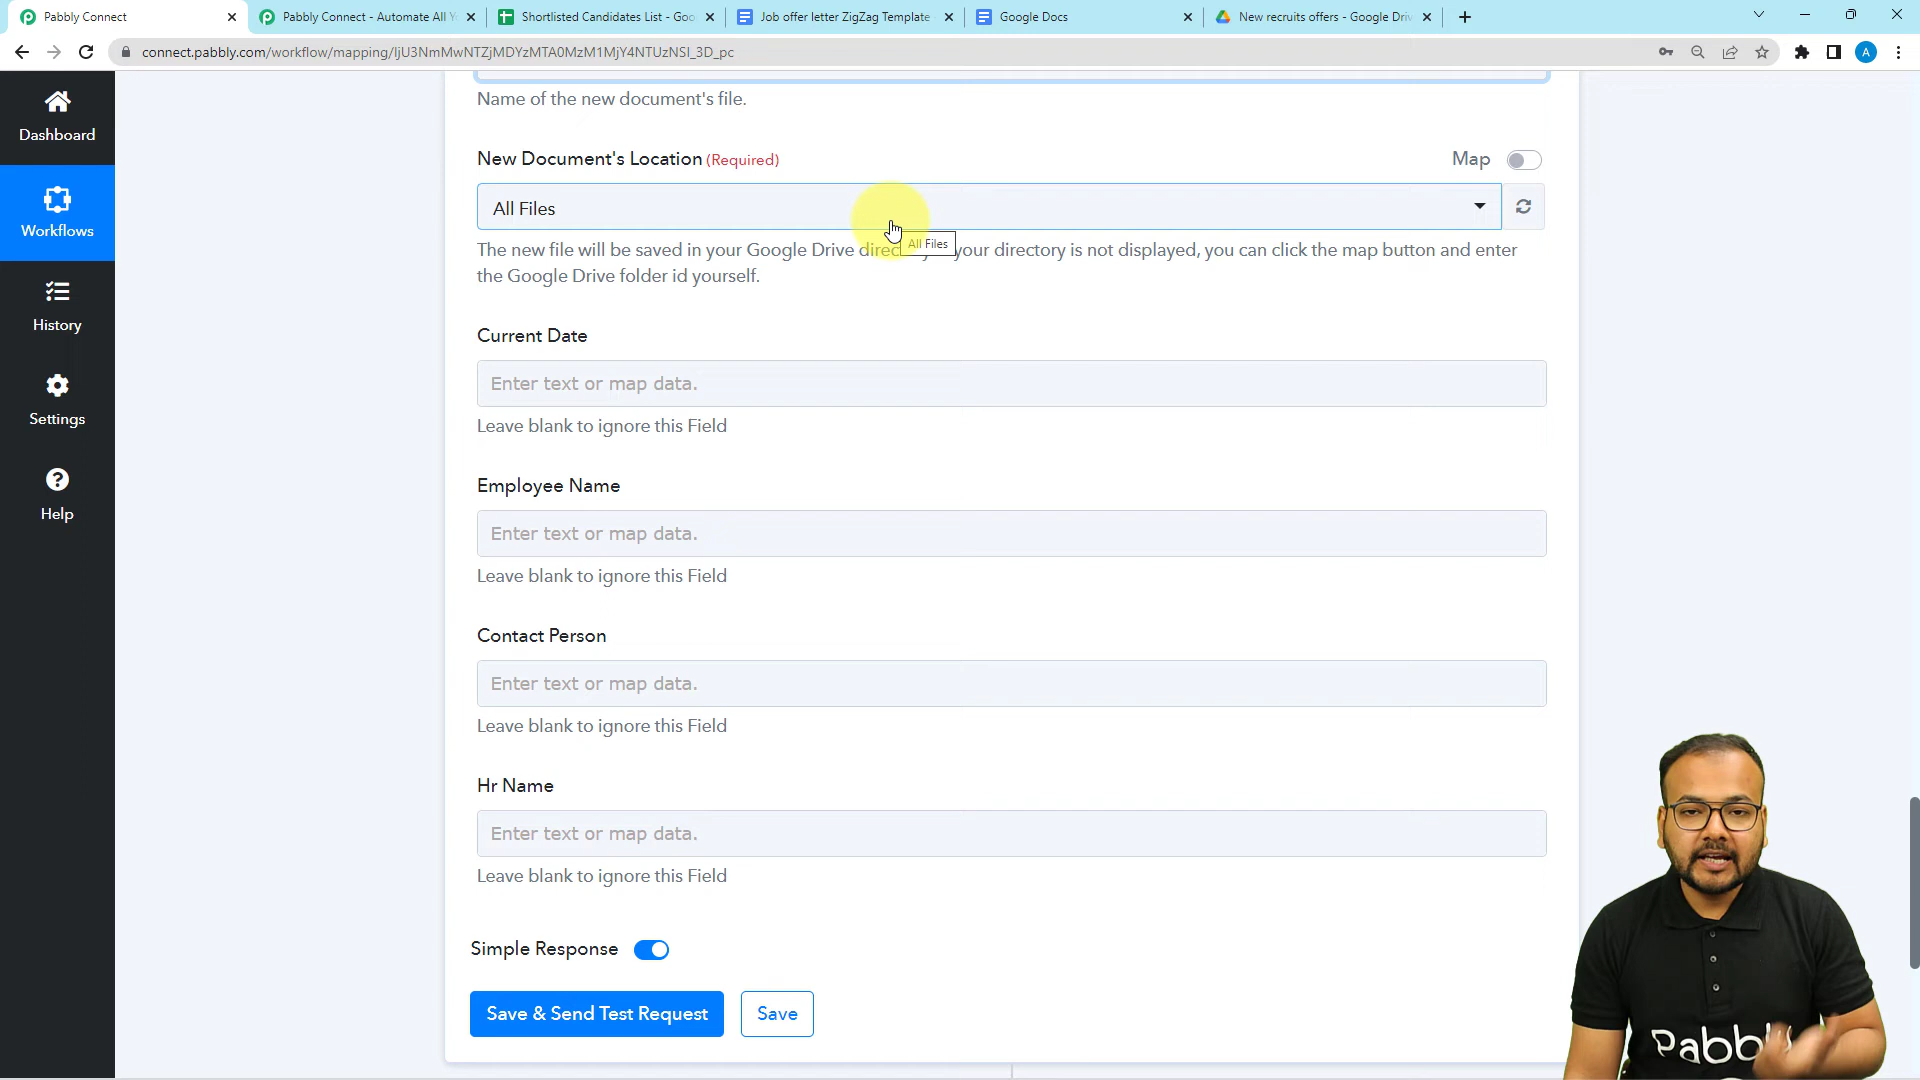 Pabbly Connect
Pabbly Connect - Automate All Y
Shortlisted Candidates List - Goo
Job offer letter ZigZag Template
Google Docs
New recruits offers - Google Driv
connect.pabbly.com/workflow/mapping/IjU3NmMwNTZjMDYzMTA0MzM1MjY4NTUzNSI_3D_pc
A
Dashboard
Workflows
History
Settings
Help
Name of the new document's file.
New Document's Location (Required)
Map
All Files
All Files
The new file will be saved in your Google Drive your directory is not displayed, you can click the map button and enter
the Google Drive folder id yourself.
Current Date
Enter text or map data.
Leave blank to ignore this Field
Employee Name
Enter text or map data.
Leave blank to ignore this Field
Contact Person
Enter text or map data.
Leave blank to ignore this Field
Hr Name
Enter text or map data.
Leave blank to ignore this Field
Simple Response
Save & Send Test Request
Save